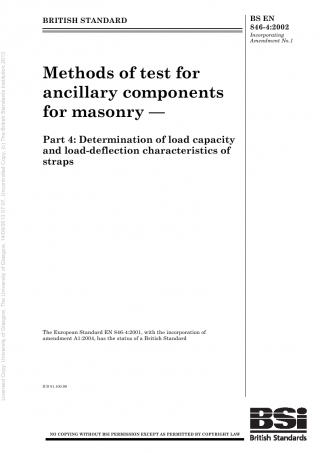 BRITISH STANDARD
BS EN
846-4:2002
Incorporating
Amendment No.1
Methods of test for
ancillary components
for masonry —
Part 4: Determination of load capacity
and load-deflection characteristics of
straps
The European Standard EN 846-4:2001, with the incorporation of
amendment A1:2004, has the status of a British Standard
ICS 91.100.99
NO COPYING WITHOUT BSI PERMISSION EXCEPT AS PERMITTED BY COPYRIGHT LAW
BSi
British Standards
Licensed Copy: University of Glasgow, The University of Glasgow, 14/03/2013 07:07, Uncontrolled Copy, (c) The British Standards Institution 2013